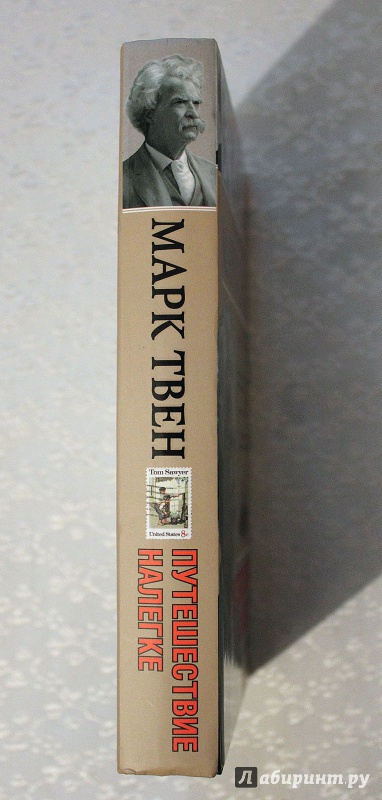 МАРК ТВЕН
Tom Sawyer
United States 8c
ПУТЕШЕСТВИЕ
НАЛЕГКЕ
Лабиринт.ру